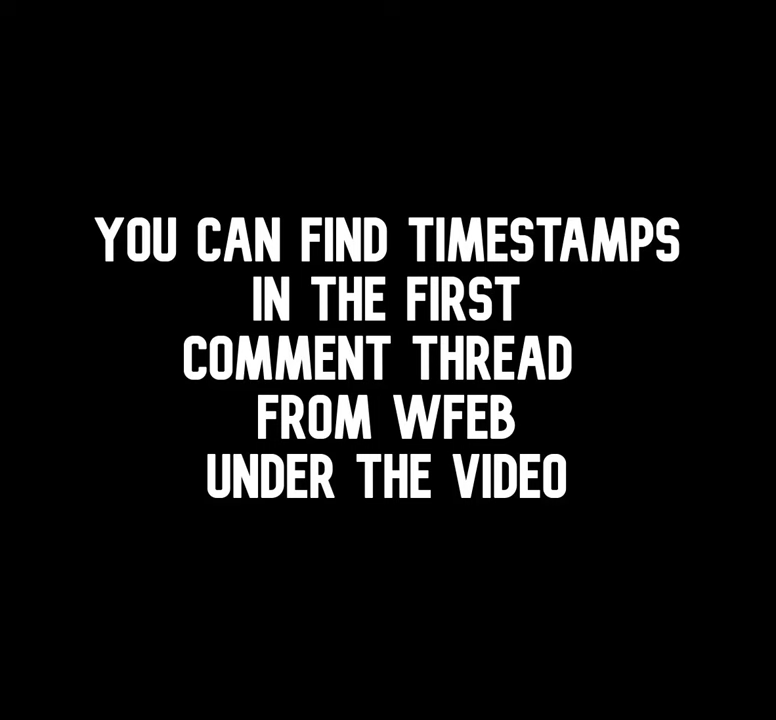 YOU CAN FIND TIMESTAMPS
IN THE FIRST
COMMENT THREAD
FROM WFEB
UNDER THE VIDEO